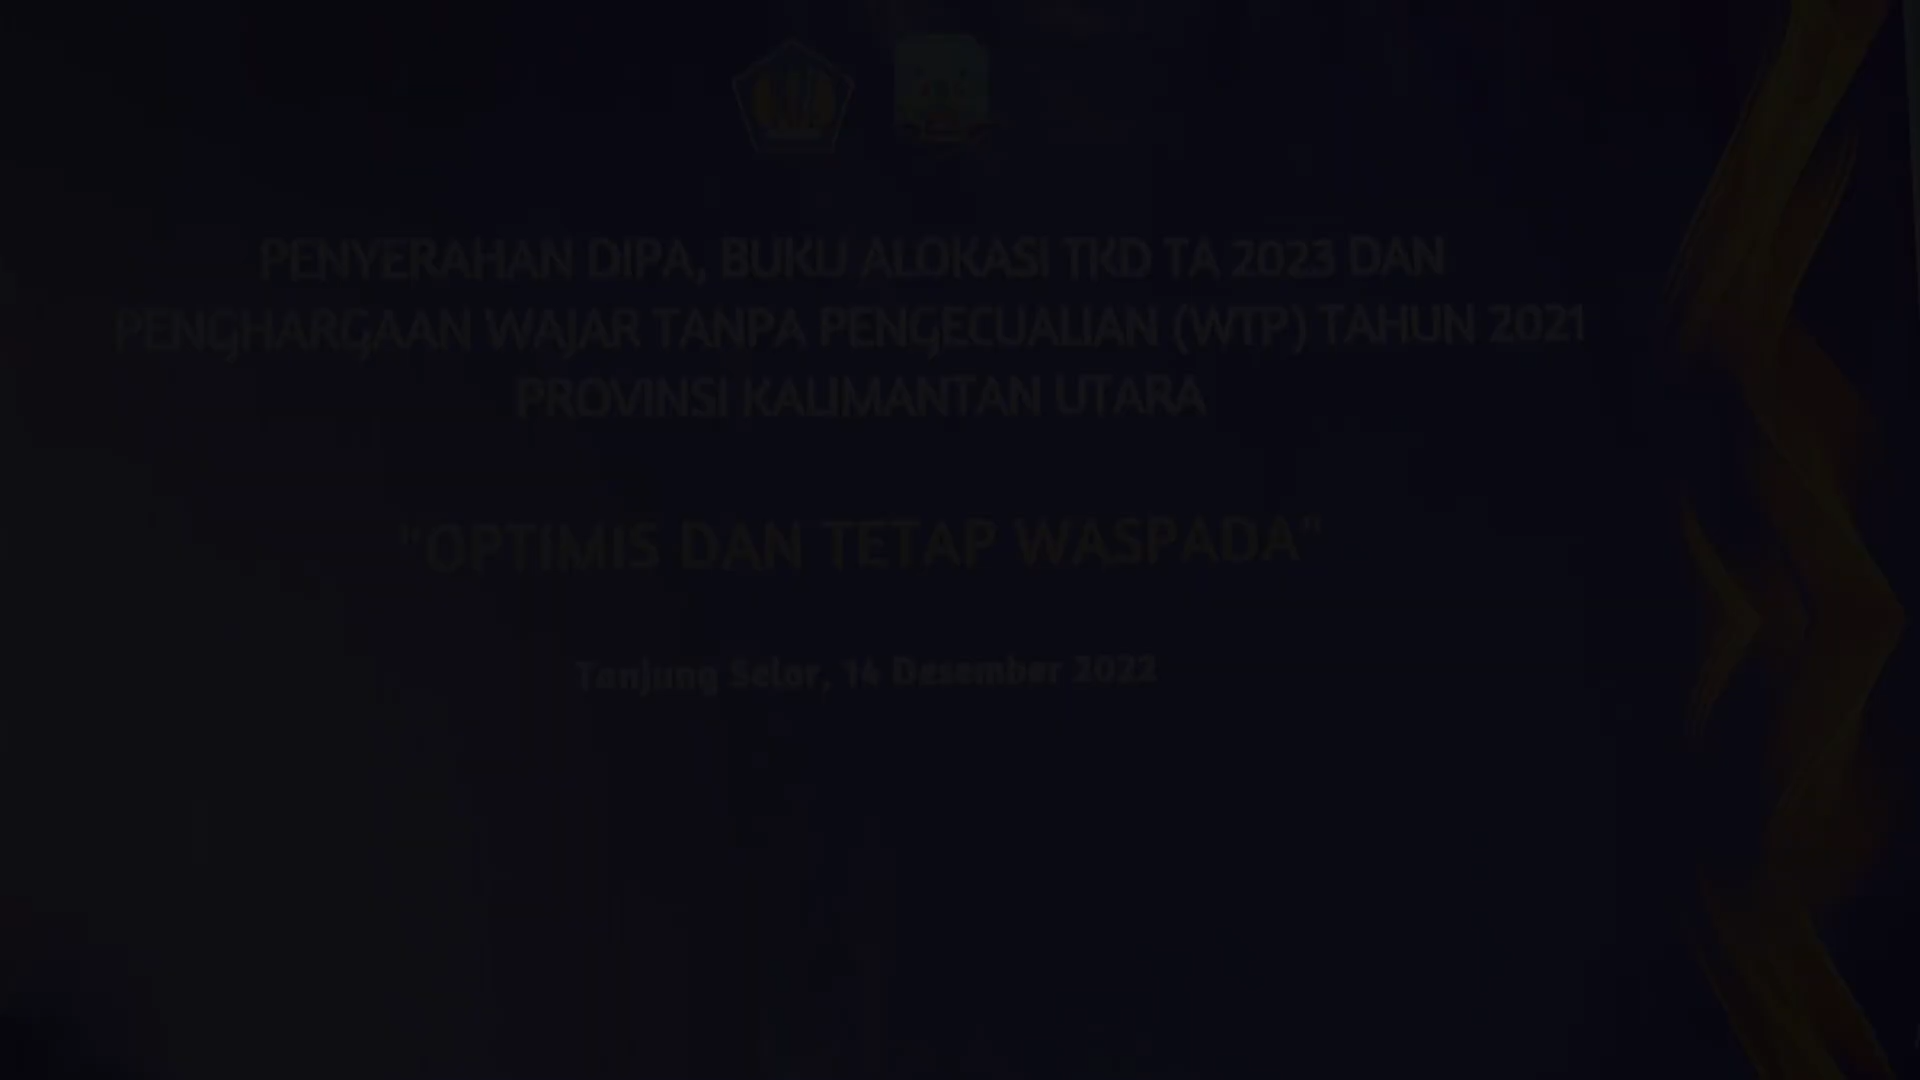 PENYERAHAN DIPA, BUKU ALOKASI TKD TA 2023 DAN
PENGHARGAAN WAJAR TANPA PENGECUALIAN (WTP) TAHUN 2021
PROVINSI KALIMANTAN UTARA
"OPTIMIS DAN TETAP WASPADA"
Tanjung Selor, 14 Desember 2022